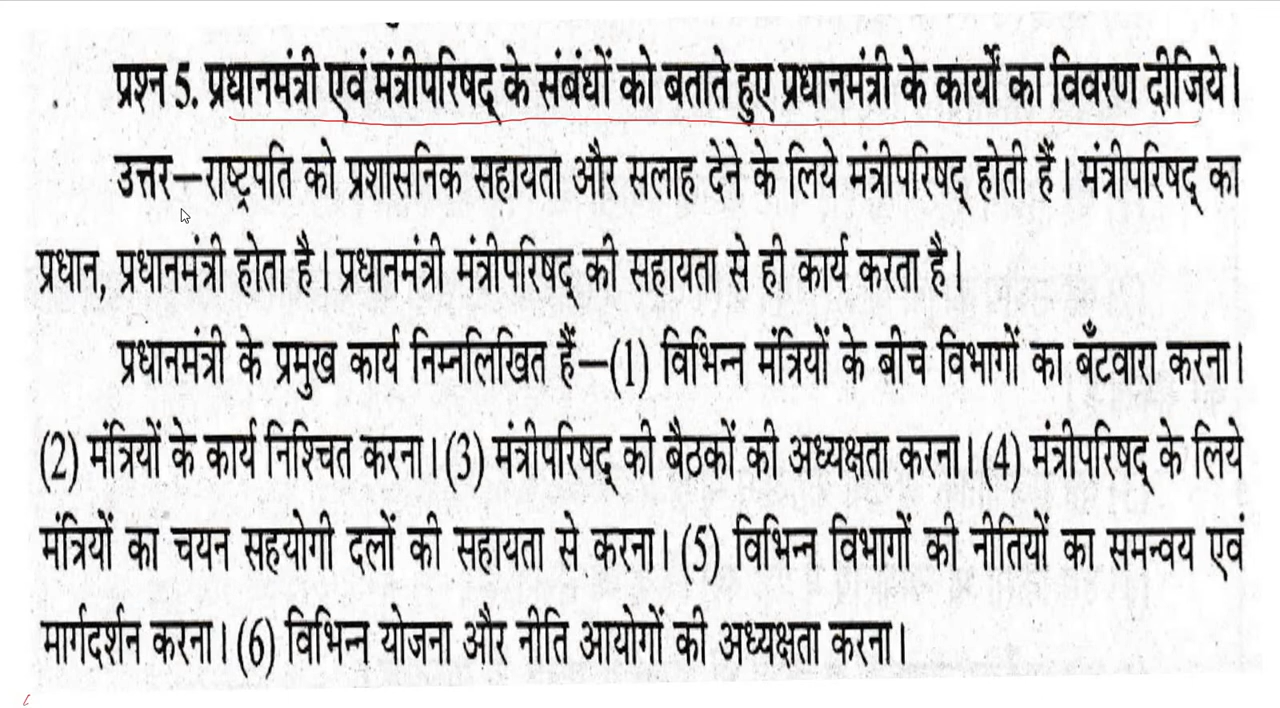 प्रश्न 5. प्रधानमंत्री एवं मंत्रीपरिषद् के संबंधों को बताते हुए प्रधानमंत्री के कार्यों का विवरण दीजिये।
उत्तर—राष्ट्रपति को प्रशासनिक सहायता और सलाह देने के लिये मंत्रीपरिषद् होती हैं। मंत्रीपरिषद् का
प्रधान, प्रधानमंत्री होता है। प्रधानमंत्री मंत्रीपरिषद् की सहायता से ही कार्य करता है।
प्रधानमंत्री के प्रमुख कार्य निम्नलिखित हैं—(1) विभिन्न मंत्रियों के बीच विभागों का बँटवारा करना।
(2) मंत्रियों के कार्य निश्चित करना। (3) मंत्रीपरिषद् की बैठकों की अध्यक्षता करना। (4) मंत्रीपरिषद् के लिये
मंत्रियों का चयन सहयोगी दलों की सहायता से करना। (5) विभिन्न विभागों की नीतियों का समन्वय एवं
मार्गदर्शन करना। (6) विभिन्न योजना और नीति आयोगों की अध्यक्षता करना।